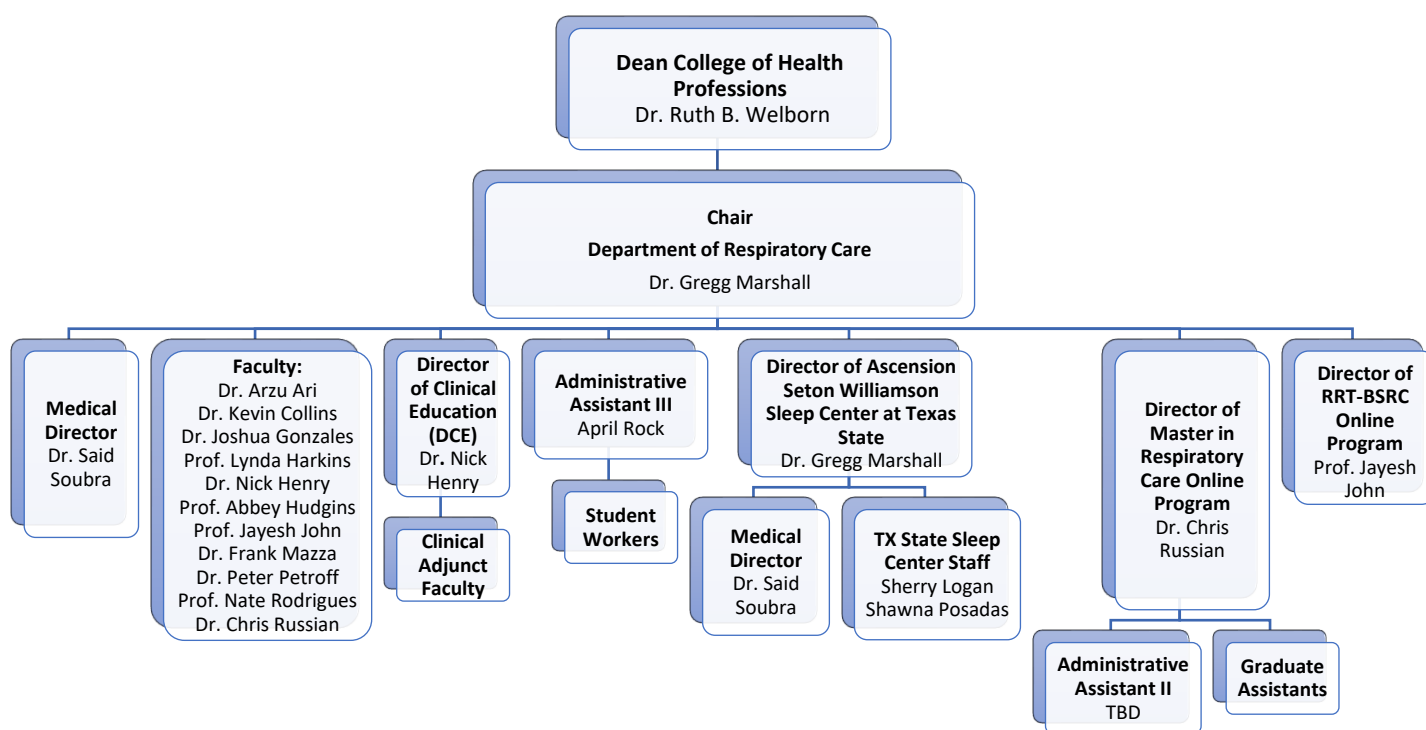 Dean College of Health
Professions
Dr. Ruth B. Welborn
Chair
Department of Respiratory Care
Dr. Gregg Marshall
Medical
Director
Dr. Said
Soubra
Faculty:
Dr. Arzu Ari
Dr. Kevin Collins
Dr. Joshua Gonzales
Prof. Lynda Harkins
Dr. Nick Henry
Prof. Abbey Hudgins
Prof. Jayesh John
Dr. Frank Mazza
Dr. Peter Petroff
Prof. Nate Rodrigues
Dr. Chris Russian
Director
of Clinical
Education
(DCE)
Dr. Nick
Henry
Clinical
Adjunct
Faculty
Administrative
Assistant III
April Rock
Student
Workers
Director of Ascension
Seton Williamson
Sleep Center at Texas
State
Dr. Gregg Marshall
Medical
Director
Dr. Said
Soubra
TX State Sleep
Center Staff
Sherry Logan
Shawna Posadas
Director of
Master in
Respiratory
Care Online
Program
Dr. Chris
Russian
Administrative
Assistant II
TBD
Graduate
Assistants
Director of
RRT-BSRC
Online
Program
Prof. Jayesh
John